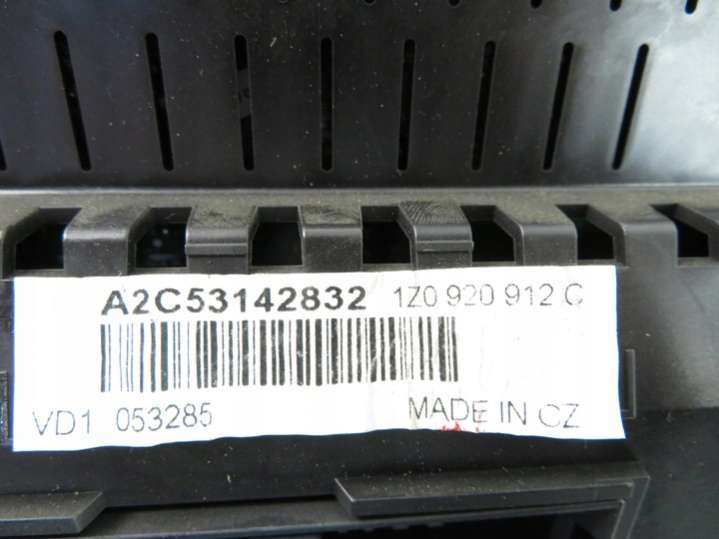 A2C53142832 1Z0 920 912 C
VD1 053285 MADE IN CZ